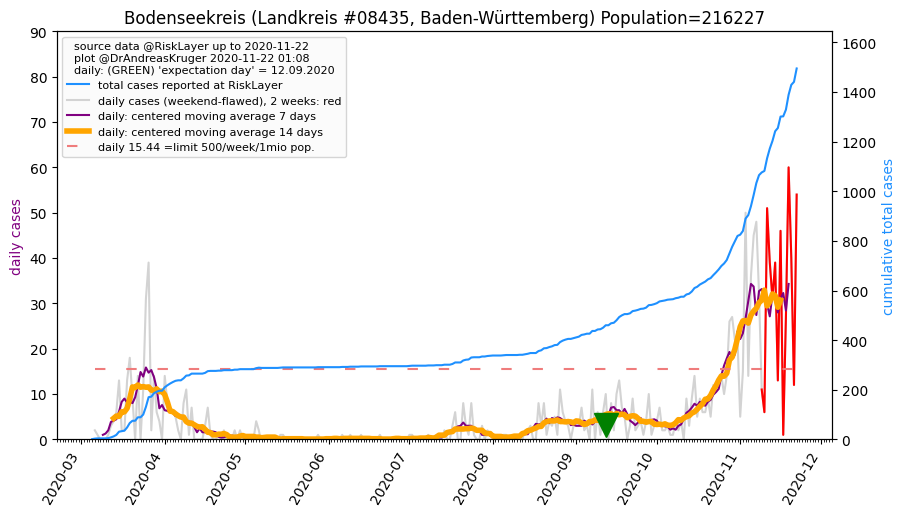 Bodenseekreis (Landkreis #08435, Baden-Württemberg) Population=216227
source data @RiskLayer up to 2020-11-22
plot @DrAndreasKruger 2020-11-22 01:08
daily: (GREEN) 'expectation day' = 12.09.2020
total cases reported at RiskLayer
daily cases (weekend-flawed), 2 weeks: red
daily: centered moving average 7 days
daily: centered moving average 14 days
daily 15.44 =limit 500/week/1mio pop.
daily cases
90
80
70
60
50
40
30
20
10
0
cumulative total cases
1600
1400
1200
1000
800
600
400
200
0
2020-03
2020-04
2020-05
2020-06
2020-07
2020-08
2020-09
2020-10
2020-11
2020-12